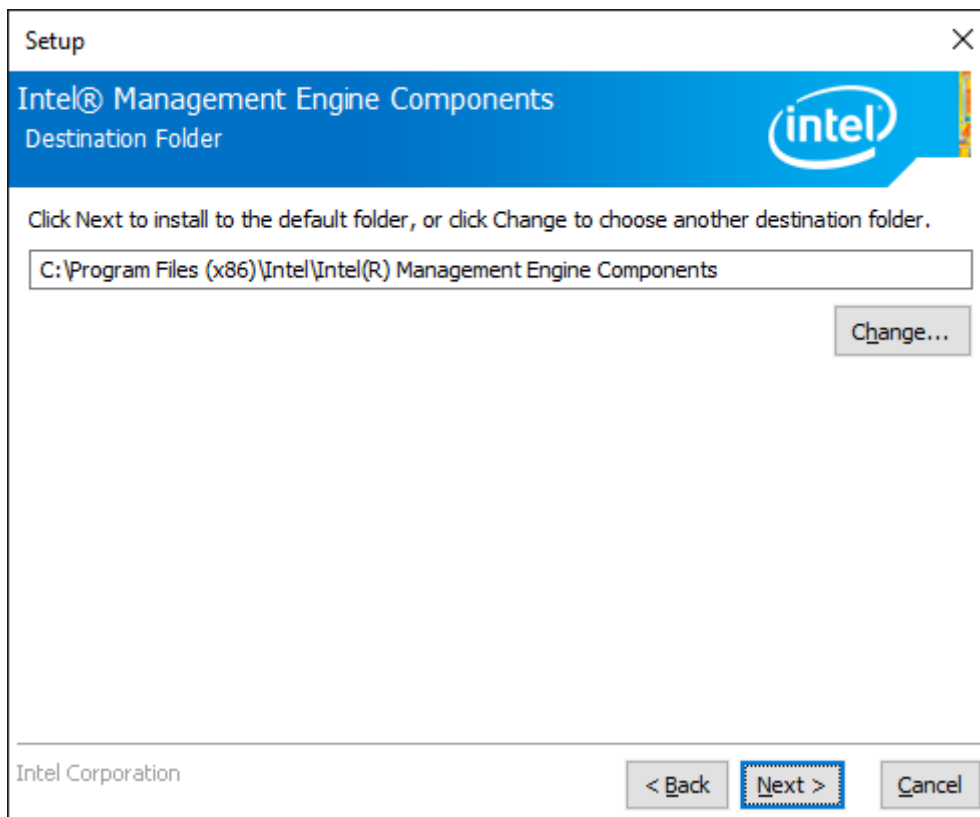 Setup
Intel® Management Engine Components
Destination Folder
intel
Click Next to install to the default folder, or click Change to choose another destination folder.
C:\Program Files (x86)\Intel\Intel(R) Management Engine Components
Change...
Intel Corporation
< Back
Next >
Cancel